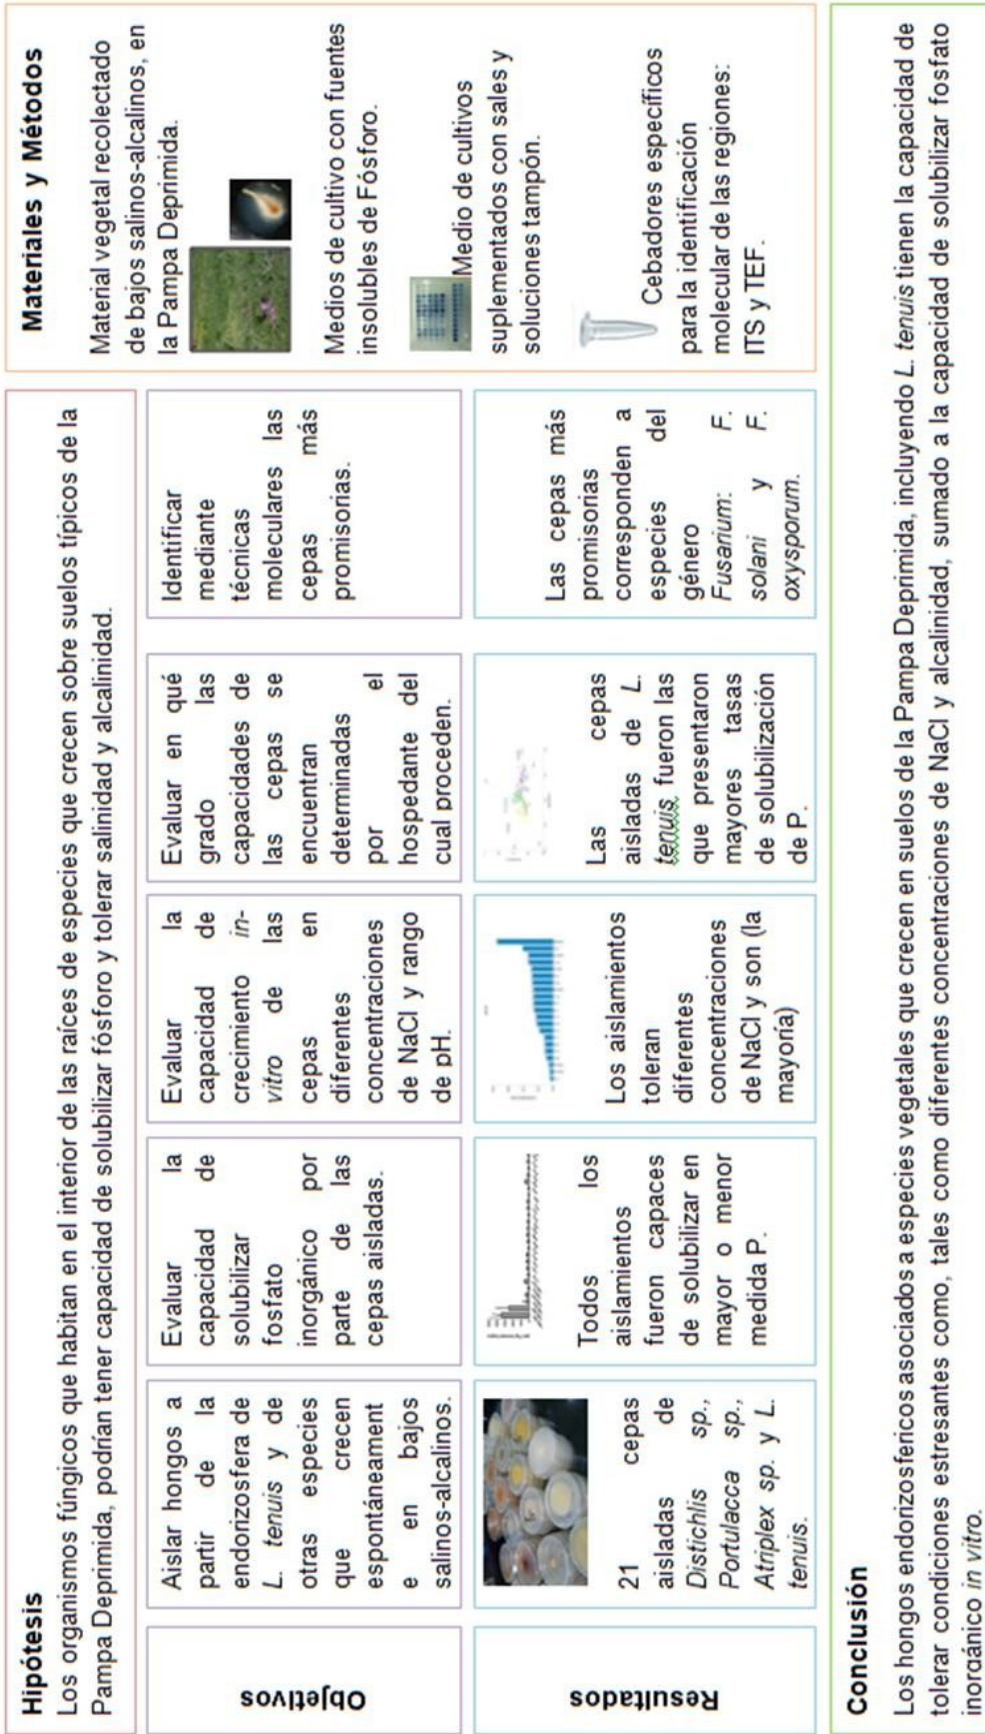 Hipótesis
Los organismos fúngicos que habitan en el interior de las raíces de especies que crecen sobre suelos típicos de la
Pampa Deprimida, podrían tener capacidad de solubilizar fósforo y tolerar salinidad y alcalinidad.
Objetivos
Aislar hongos a
partir de la
endorizosfera de
L. tenuis y de
otras especies
que crecen
espontáneament
e en bajos
salinos-alcalinos.
Evaluar la
capacidad de
solubilizar
fosfato
inorgánico por
parte de las
cepas aisladas.
Evaluar la
capacidad de
crecimiento in-
vitro de las
cepas en
diferentes
concentraciones
de NaCl y rango
de pH.
Evaluar en qué
grado las
capacidades de
las cepas se
encuentran
determinadas
por el
hospedante del
cual proceden.
Identificar
mediante
técnicas
moleculares las
cepas más
promisorias.
Resultados
21 cepas
aisladas de
Distichlis sp.,
Portulacca sp.,
Atriplex sp. y L.
tenuis.
Todos los
aislamientos
fueron capaces
de solubilizar en
mayor o menor
medida P.
Los aislamientos
toleran
diferentes
concentraciones
de NaCl y son (la
mayoría)
Las cepas
aisladas de L.
tenuis fueron las
que presentaron
mayores tasas
de solubilización
de P.
Las cepas más
promisorias
corresponden a
especies del
género
Fusarium: F.
solani y F.
oxysporum.
Materiales y Métodos
Material vegetal recolectado
de bajos salinos-alcalinos, en
la Pampa Deprimida.
Medios de cultivo con fuentes
insolubles de Fósforo.
Medio de cultivos
suplementados con sales y
soluciones tampón.
Cebadores específicos
para la identificación
molecular de las regiones:
ITS y TEF.
Conclusión
Los hongos endorizosféricos asociados a especies vegetales que crecen en suelos de la Pampa Deprimida, incluyendo L. tenuis tienen la capacidad de
tolerar condiciones estresantes como, tales como diferentes concentraciones de NaCl y alcalinidad, sumado a la capacidad de solubilizar fosfato
inorgánico in vitro.